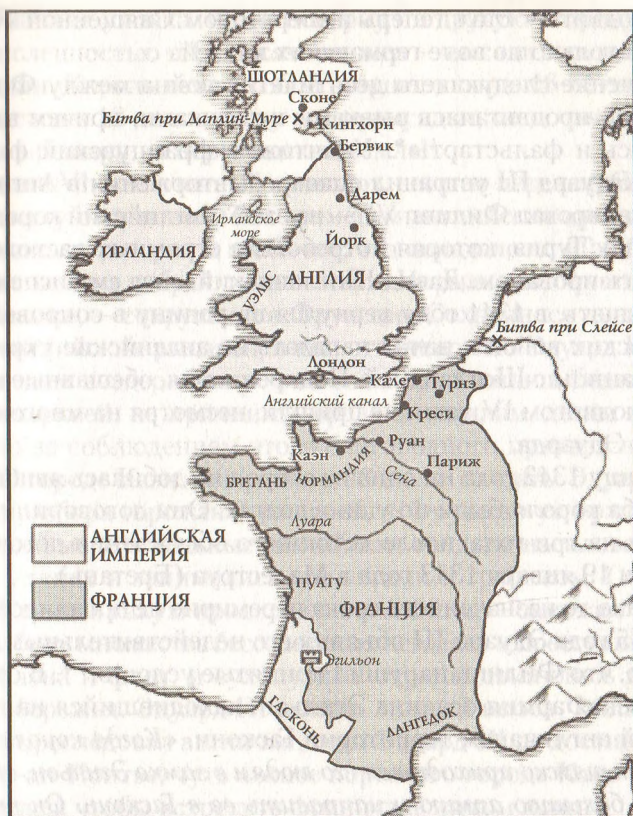 ШОТЛАНДИЯ
Сконе
Битва при Даплин-Муре
Кингхорн
Бервик
Дарем
Ирландское
море
Йорк
ИРЛАНДИЯ
АНГЛИЯ
УЭЛЬС
Битва при Слейсе
Лондон
Кале
Турнэ
Английский канал
Креси
Руан
Каэн
НОРМАНДИЯ
Париж
Сена
БРЕТАНЬ
Луара
АНГЛИЙСКАЯ
ИМПЕРИЯ
ПУАТУ
ФРАНЦИЯ
ФРАНЦИЯ
Эгильон
ГАСКОНЬ
ЛАНГЕДОК